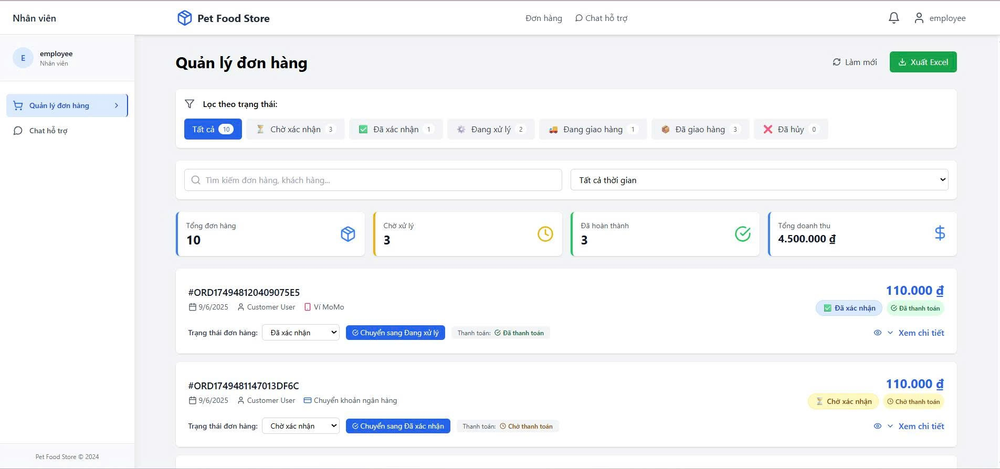 Nhân viên
Pet Food Store
Đơn hàng
Chat hỗ trợ
employee
E
employee
Nhân viên
Quản lý đơn hàng
Chat hỗ trợ
Quản lý đơn hàng
Làm mới
Xuất Excel
Lọc theo trạng thái:
Tất cả 10
Chờ xác nhận 3
Đã xác nhận 1
Đang xử lý 2
Đang giao hàng 1
Đã giao hàng 3
Đã hủy 0
Tìm kiếm đơn hàng, khách hàng...
Tất cả thời gian
Tổng đơn hàng
10
Chờ xử lý
3
Đã hoàn thành
3
Tổng doanh thu
4.500.000 ₫
#ORD174948120409075E5
110.000 ₫
9/6/2025 Customer User Ví MoMo
Đã xác nhận
Đã thanh toán
Trạng thái đơn hàng: Đã xác nhận
Chuyển sang Đang xử lý
Thanh toán: Đã thanh toán
Xem chi tiết
#ORD1749481147013DF6C
110.000 ₫
9/6/2025 Customer User Chuyển khoản ngân hàng
Chờ xác nhận
Chờ thanh toán
Trạng thái đơn hàng: Chờ xác nhận
Chuyển sang Đã xác nhận
Thanh toán: Chờ thanh toán
Xem chi tiết
Pet Food Store © 2024